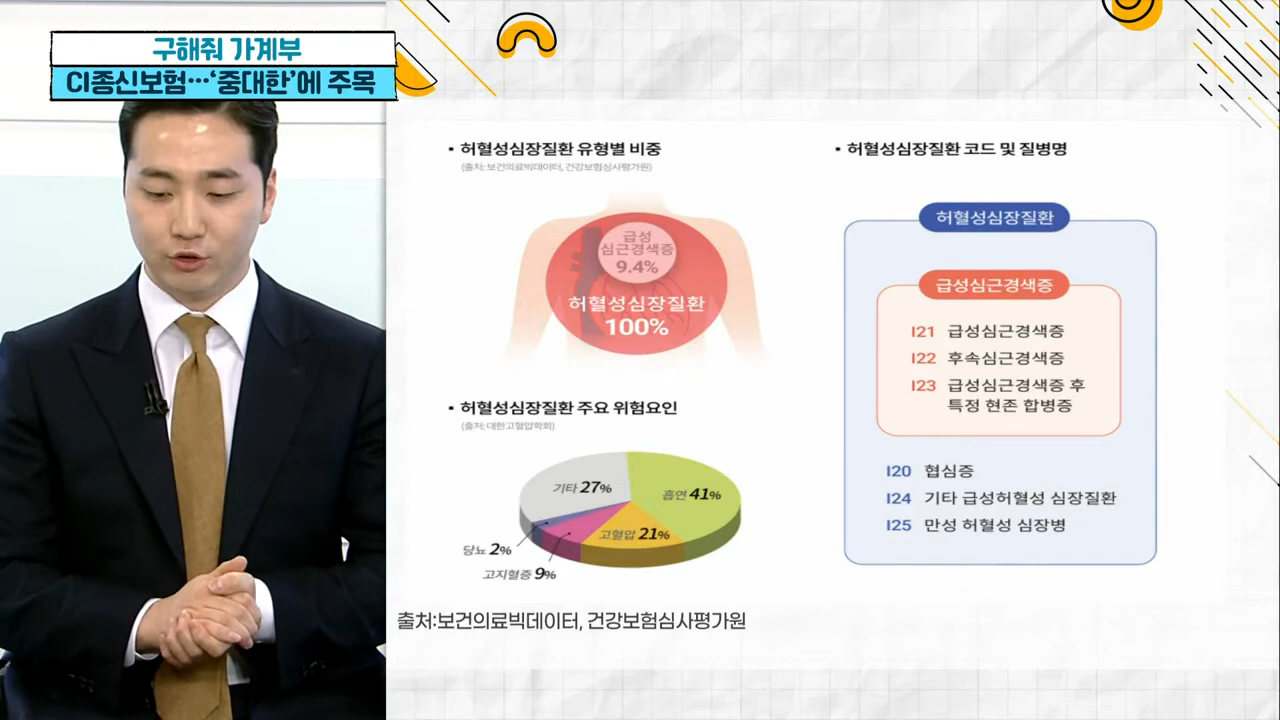 구해줘 가계부
CI종신보험…‘중대한’에 주목
• 허혈성심장질환 유형별 비중
(출처: 보건의료빅데이터, 건강보험심사평가원)
급성
심근경색증
9.4%
허혈성심장질환
100%
• 허혈성심장질환 주요 위험요인
(출처: 대한고혈압학회)
기타 27%
흡연 41%
고혈압 21%
당뇨 2%
고지혈증 9%
• 허혈성심장질환 코드 및 질병명
허혈성심장질환
급성심근경색증
I21 급성심근경색증
I22 후속심근경색증
I23 급성심근경색증 후
특정 현존 합병증
I20 협심증
I24 기타 급성허혈성 심장질환
I25 만성 허혈성 심장병
출처:보건의료빅데이터, 건강보험심사평가원